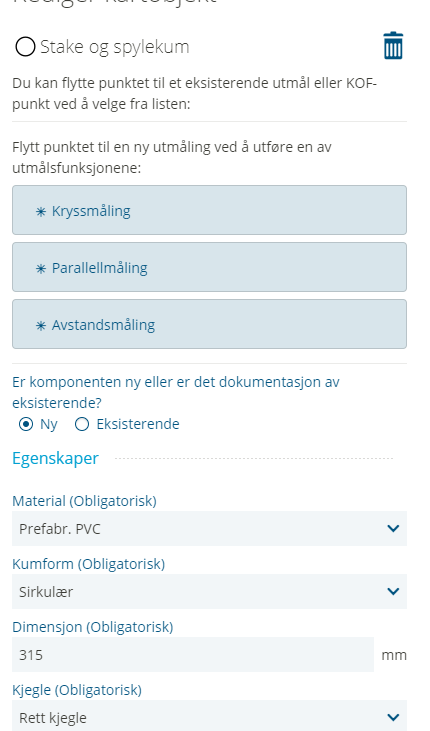 Rediger kartobjekt
Stake og spylekum
Du kan flytte punktet til et eksisterende utmål eller KOF-
punkt ved å velge fra listen:
Flytt punktet til en ny utmåling ved å utføre en av
utmålsfunksjonene:
Kryssmåling
Parallellmåling
Avstandsmåling
Er komponenten ny eller er det dokumentasjon av
eksisterende?
Ny Eksisterende
Egenskaper
Material (Obligatorisk)
Prefabr. PVC
Kumform (Obligatorisk)
Sirkulær
Dimensjon (Obligatorisk)
315 mm
Kjegle (Obligatorisk)
Rett kjegle